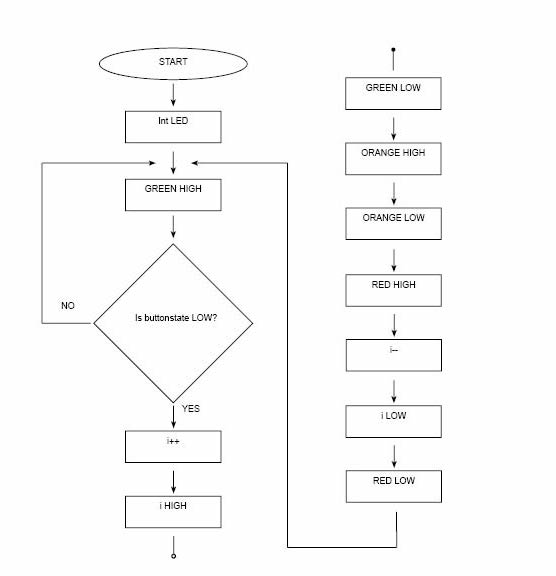 START
Int LED
GREEN HIGH
NO
Is buttonstate LOW?
YES
i++
i HIGH
GREEN LOW
ORANGE HIGH
ORANGE LOW
RED HIGH
i--
i LOW
RED LOW